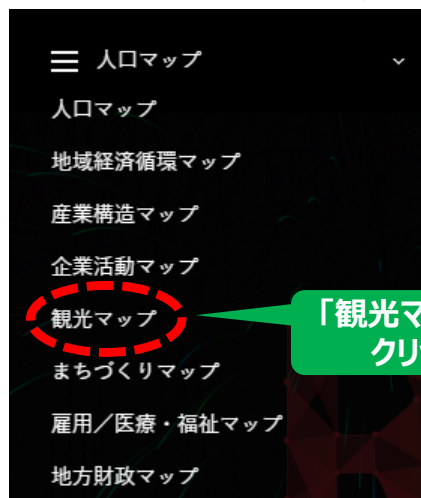 人口マップ
人口マップ
地域経済循環マップ
産業構造マップ
企業活動マップ
観光マップ
「観光マ
クリ
まちづくりマップ
雇用／医療・福祉マップ
地方財政マップ